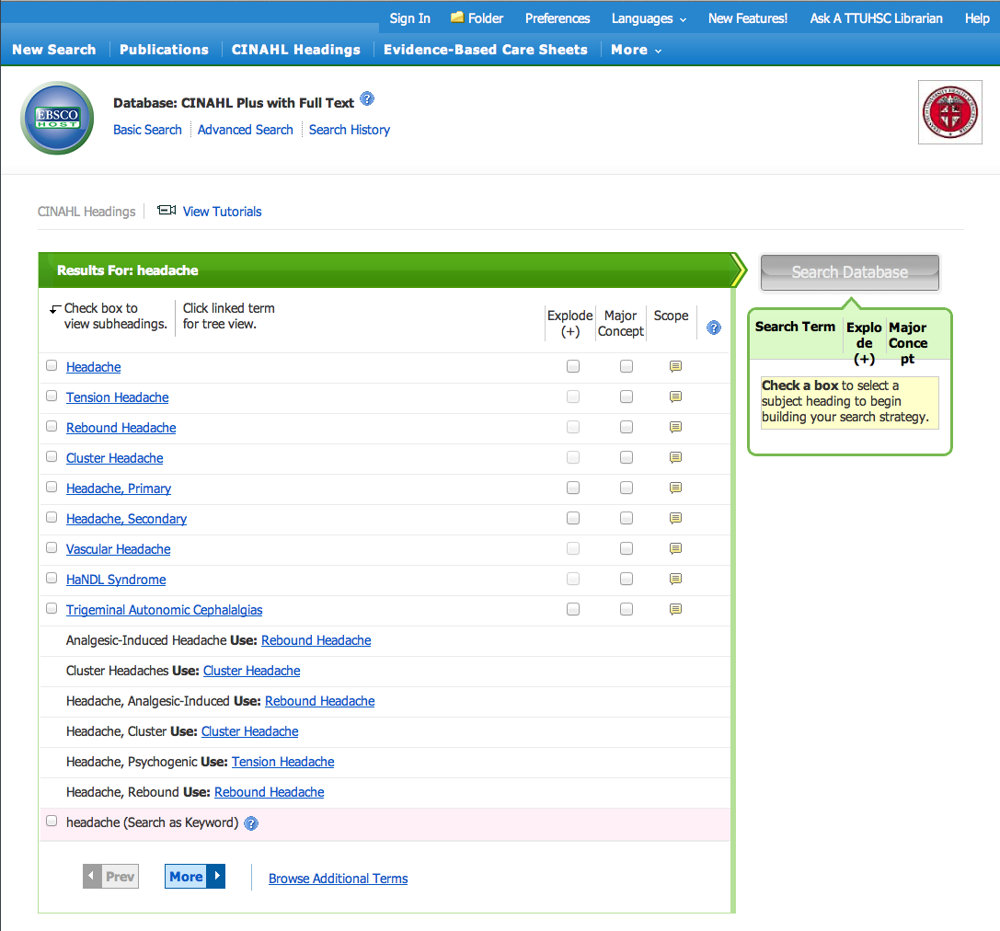 Sign In Folder Preferences Languages New Features! Ask A TTUHSC Librarian Help
New Search Publications CINAHL Headings Evidence-Based Care Sheets More
EBSCO
HOST
Database: CINAHL Plus with Full Text
Basic Search Advanced Search Search History
CINAHL Headings View Tutorials
Results For: headache
Check box to
view subheadings.
Click linked term
for tree view.
Explode
(+)
Major
Concept
Scope
Headache
Tension Headache
Rebound Headache
Cluster Headache
Headache, Primary
Headache, Secondary
Vascular Headache
HaNDL Syndrome
Trigeminal Autonomic Cephalalgias
Analgesic-Induced Headache Use: Rebound Headache
Cluster Headaches Use: Cluster Headache
Headache, Analgesic-Induced Use: Rebound Headache
Headache, Cluster Use: Cluster Headache
Headache, Psychogenic Use: Tension Headache
Headache, Rebound Use: Rebound Headache
headache (Search as Keyword)
Prev More Browse Additional Terms
Search Database
Search Term
Explo
de
(+)
Major
Conce
pt
Check a box to select a
subject heading to begin
building your search strategy.